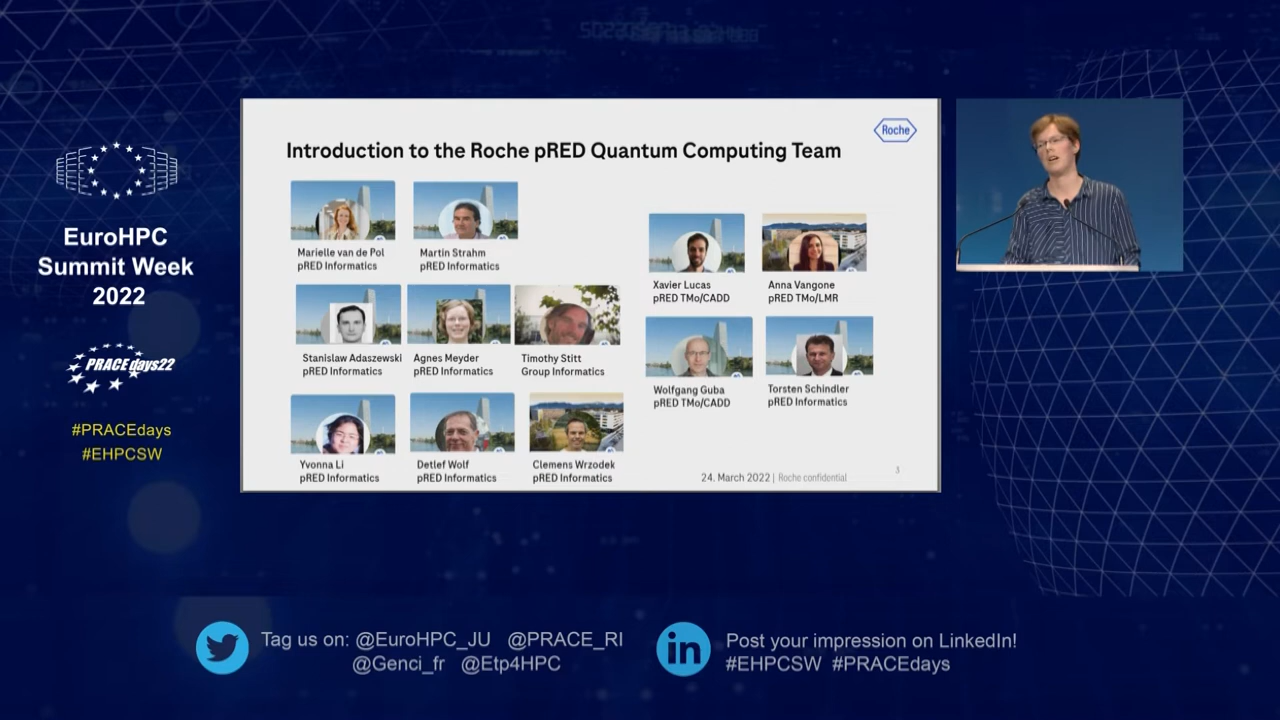 EuroHPC
Summit Week
2022
PRACEdays22
#PRACEdays
#EHPCSW
Roche
Introduction to the Roche pRED Quantum Computing Team
Marielle van de Pol
pRED Informatics
Martin Strahm
pRED Informatics
Stanislaw Adaszewski
pRED Informatics
Agnes Meyder
pRED Informatics
Timothy Stitt
Group Informatics
Yvonna Li
pRED Informatics
Detlef Wolf
pRED Informatics
Clemens Wrzodek
pRED Informatics
Xavier Lucas
pRED TMo/CADD
Anna Vangone
pRED TMo/LMR
Wolfgang Guba
pRED TMo/CADD
Torsten Schindler
pRED Informatics
24. March 2022 | Roche confidential
3
Tag us on: @EuroHPC_JU @PRACE_RI
@Genci_fr @Etp4HPC
in
Post your impression on LinkedIn!
#EHPCSW #PRACEdays